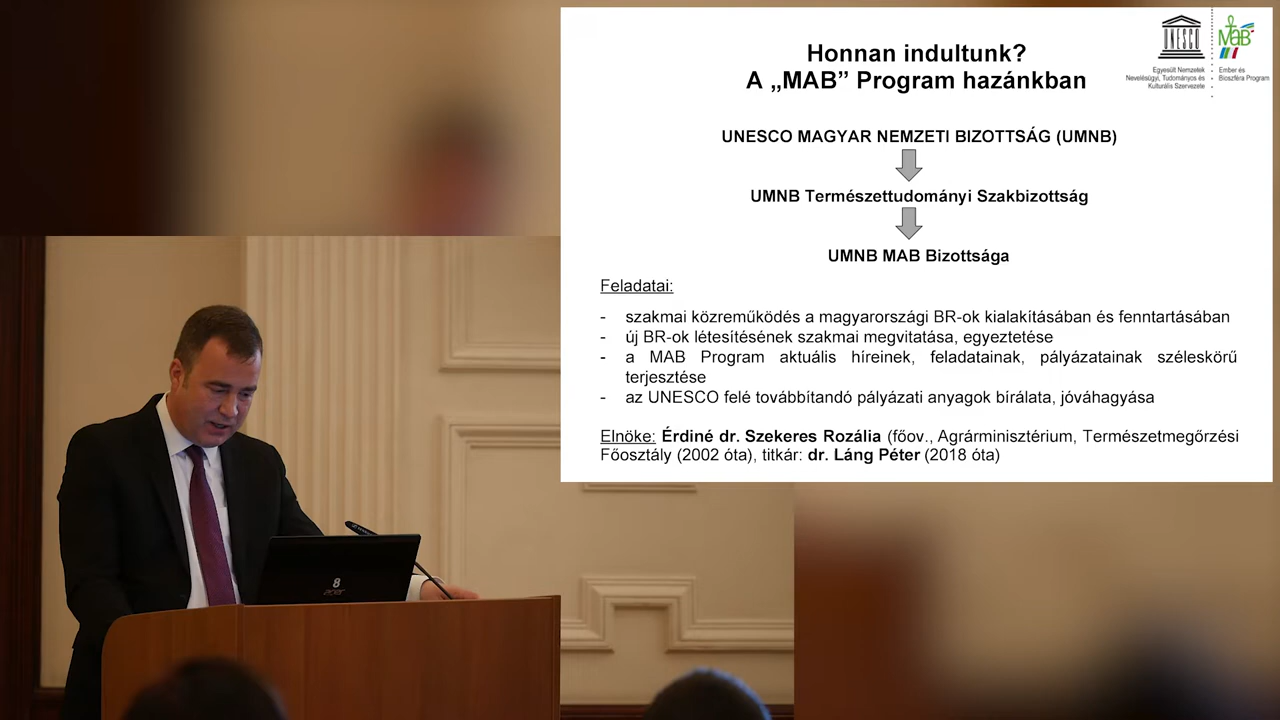 Honnan indultunk?
A „MAB” Program hazánkban
UNESCO
MaB
Egyesült Nemzetek
Nevelésügyi, Tudományos és
Kulturális Szervezete
Ember és
Bioszféra Program
UNESCO MAGYAR NEMZETI BIZOTTSÁG (UMNB)
UMNB Természettudományi Szakbizottság
UMNB MAB Bizottsága
Feladatai:
- szakmai közreműködés a magyarországi BR-ok kialakításában és fenntartásában
- új BR-ok létesítésének szakmai megvitatása, egyeztetése
- a MAB Program aktuális híreinek, feladatainak, pályázatainak széleskörű
terjesztése
- az UNESCO felé továbbítandó pályázati anyagok bírálata, jóváhagyása
Elnöke: Érdiné dr. Szekeres Rozália (főov., Agrárminisztérium, Természetmegőrzési
Főosztály (2002 óta), titkár: dr. Láng Péter (2018 óta)
8
acer